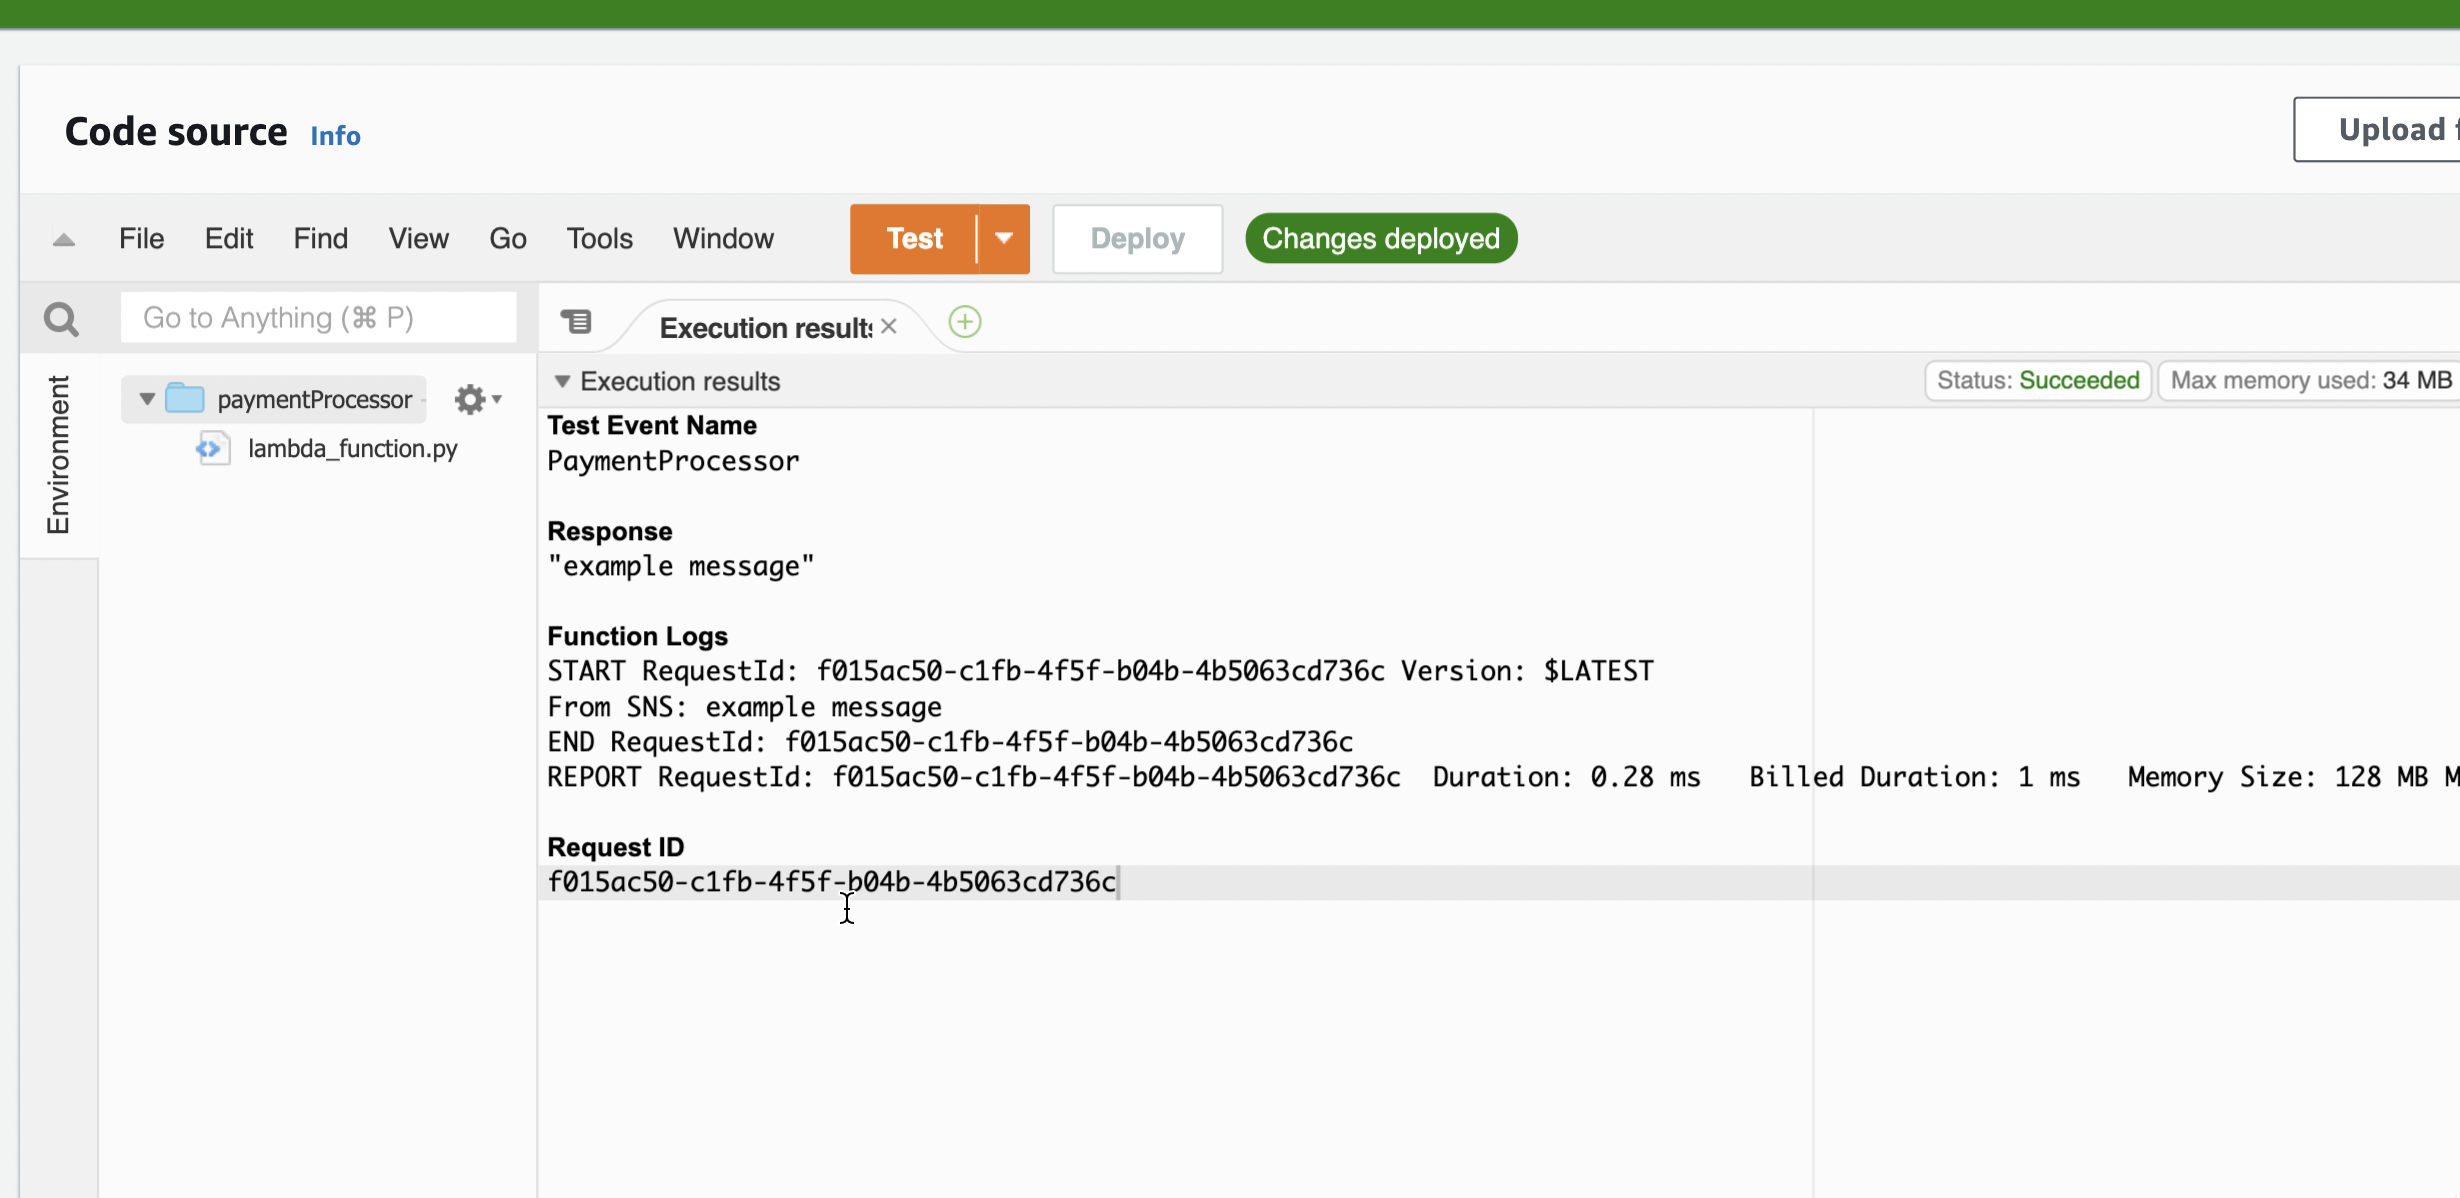 Code source Info
Upload
File Edit Find View Go Tools Window Test Deploy Changes deployed
Go to Anything (⌘ P)
Execution results
Environment
Execution results
Status: Succeeded
Max memory used: 34 MB
paymentProcessor
lambda_function.py
Test Event Name
PaymentProcessor
Response
"example message"
Function Logs
START RequestId: f015ac50-c1fb-4f5f-b04b-4b5063cd736c Version: $LATEST
From SNS: example message
END RequestId: f015ac50-c1fb-4f5f-b04b-4b5063cd736c
REPORT RequestId: f015ac50-c1fb-4f5f-b04b-4b5063cd736c Duration: 0.28 ms Billed Duration: 1 ms Memory Size: 128 MB
Request ID
f015ac50-c1fb-4f5f-b04b-4b5063cd736c